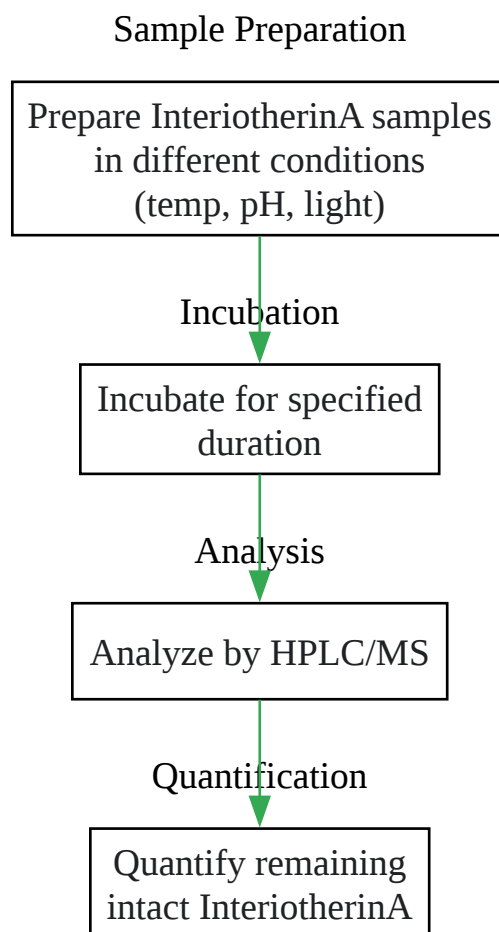 Sample Preparation
Prepare InteriotherinA samples
in different conditions
(temp, pH, light)
Incubation
Incubate for specified
duration
Analysis
Analyze by HPLC/MS
Quantification
Quantify remaining
intact InteriotherinA